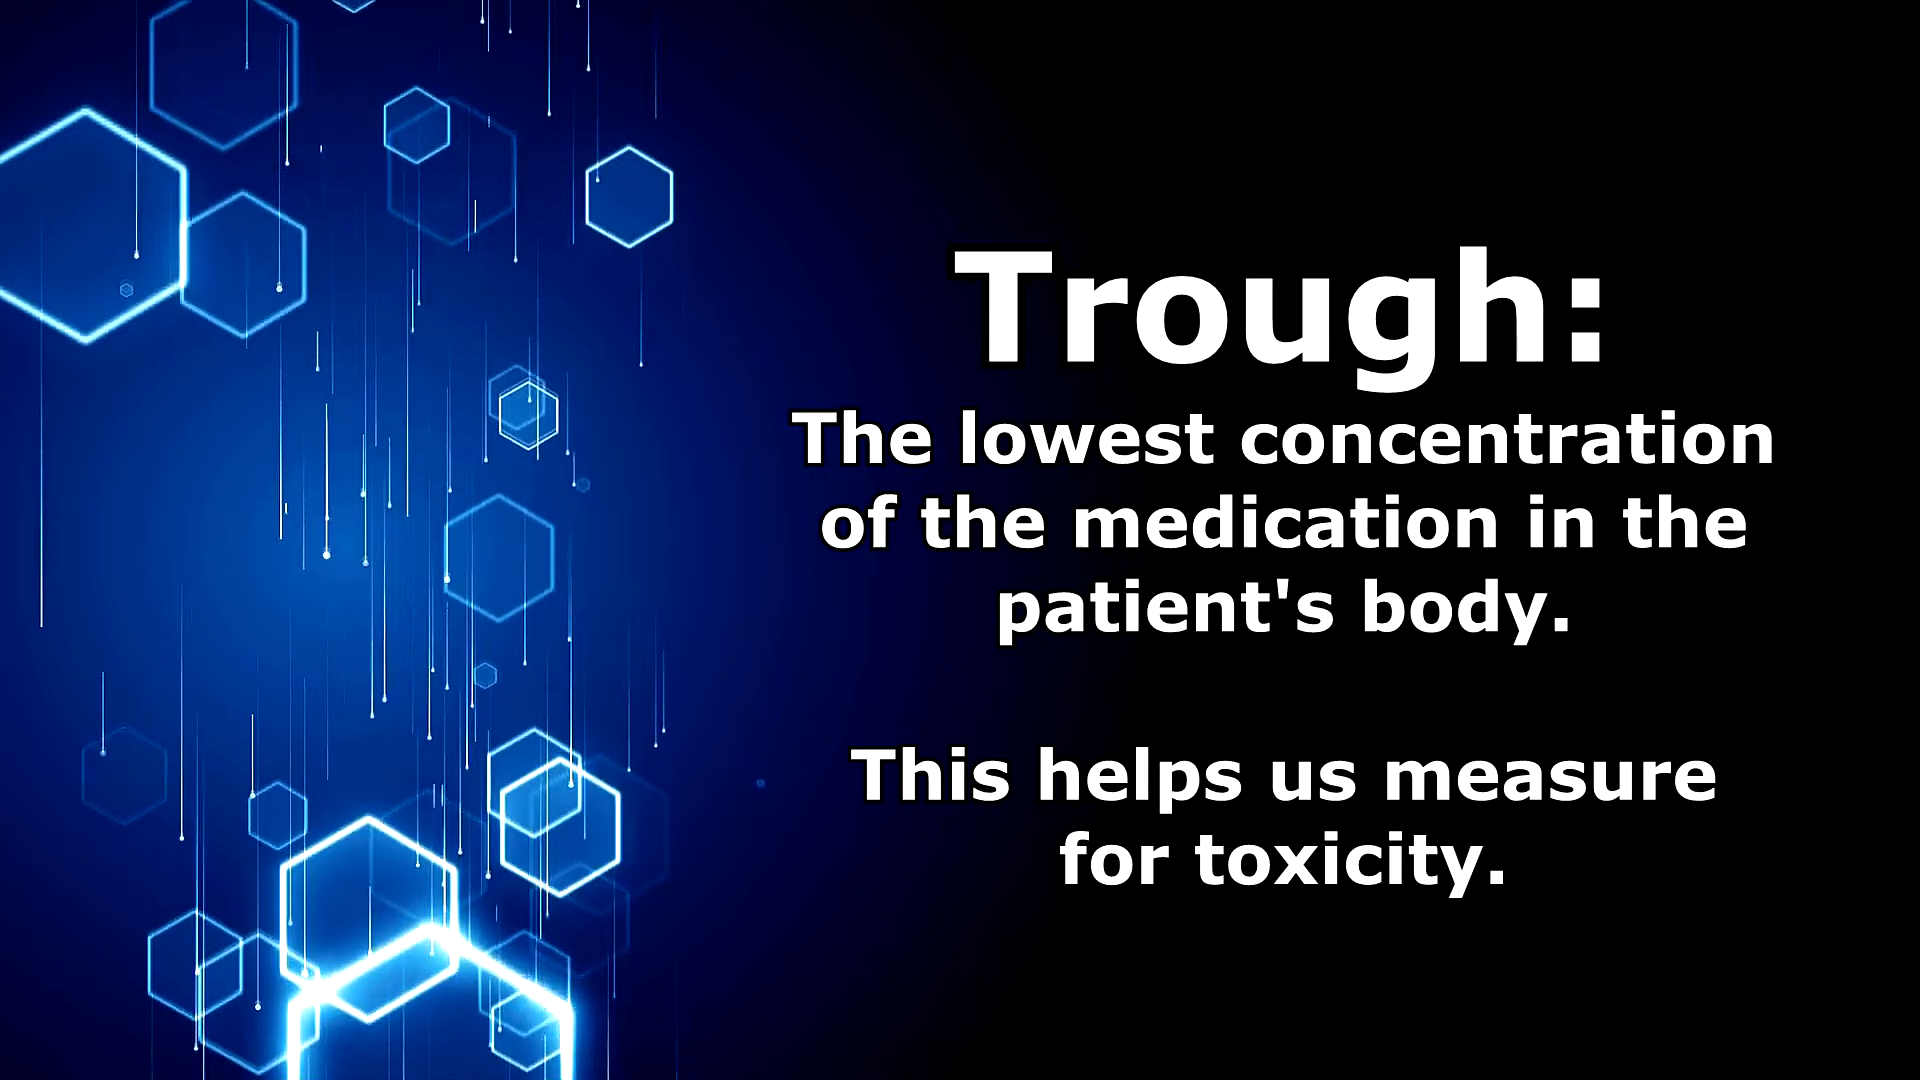 Trough:
The lowest concentration
of the medication in the
patient's body.
This helps us measure
for toxicity.